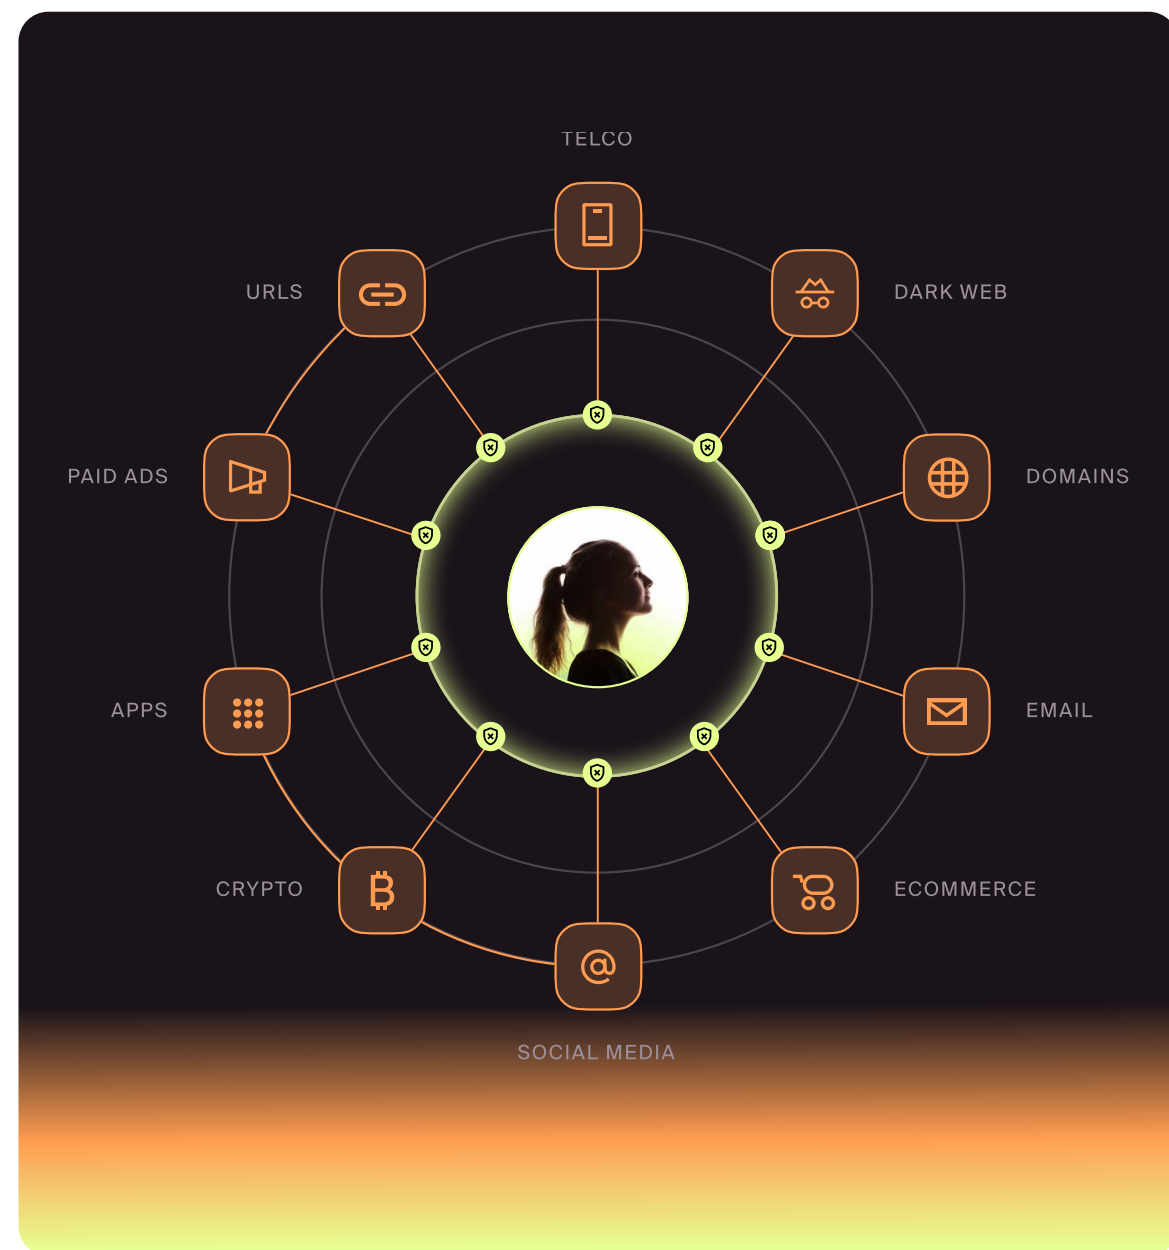 TELCO
URLS
DARK WEB
PAID ADS
DOMAINS
APPS
EMAIL
CRYPTO
ECOMMERCE
SOCIAL MEDIA